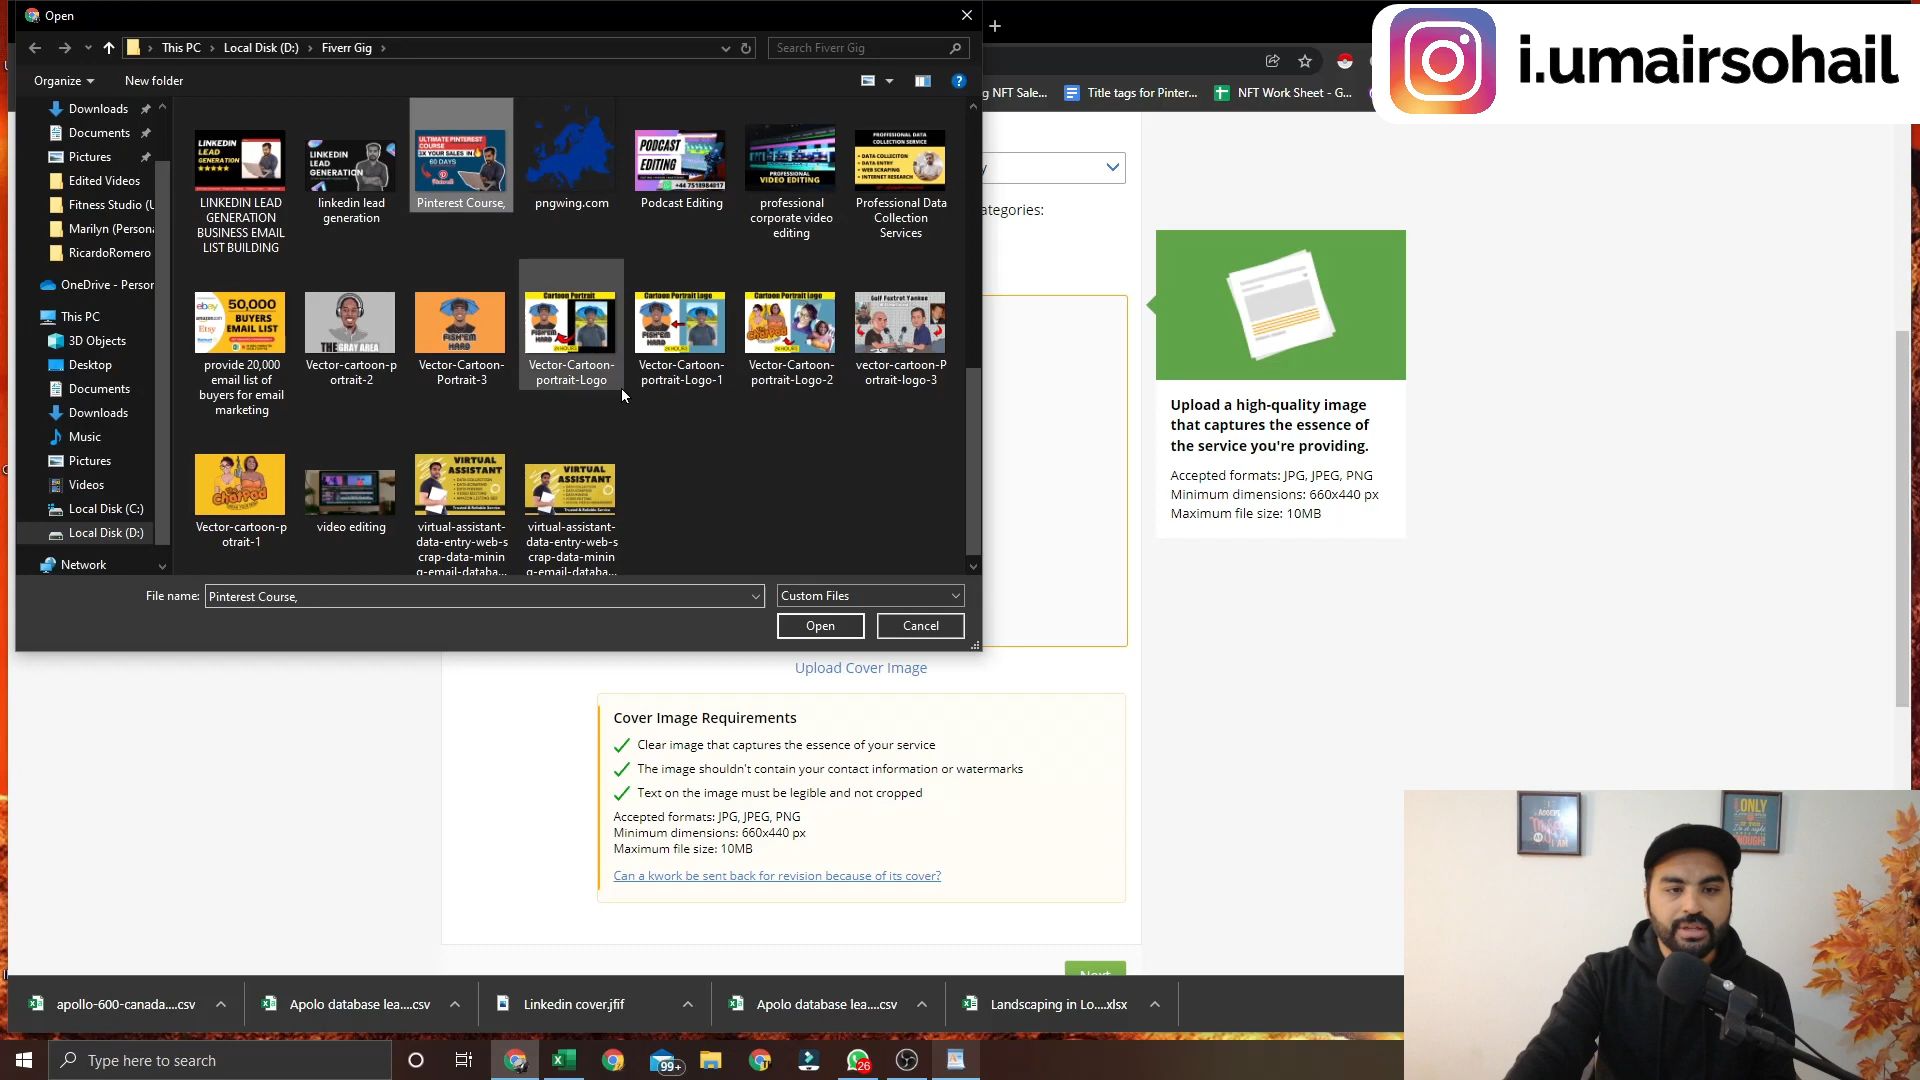 Open
i.umairsohail
This PC
Local Disk (D:)
Fiverr Gig
Search Fiverr Gig
Organize
New folder
g NFT Sale...
Title tags for Pinter...
NFT Work Sheet - G...
Downloads
Documents
Pictures
Edited Videos
Fitness Studio (U
Marilyn (Persona
RicardoRomero
OneDrive - Person
This PC
3D Objects
Desktop
Documents
Downloads
Music
Pictures
Videos
Local Disk (C:)
Local Disk (D:)
Network
LINKEDIN LEAD
GENERATION
BUSINESS EMAIL
LIST BUILDING
linkedin lead
generation
Pinterest Course,
pngwing.com
Podcast Editing
professional
corporate video
editing
Professional Data
Collection
Services
provide 20,000
email list of
buyers for email
marketing
Vector-cartoon-p
ortrait-2
Vector-Cartoon-
Portrait-3
Vector-Cartoon-
portrait-Logo
Vector-Cartoon-
portrait-Logo-1
Vector-Cartoon-
portrait-Logo-2
vector-cartoon-P
ortrait-logo-3
Vector-cartoon-p
otrait-1
video editing
virtual-assistant-
data-entry-web-s
crap-data-minin
g-email-databa...
virtual-assistant-
data-entry-web-s
crap-data-minin
g-email-databa...
File name:
Pinterest Course,
Custom Files
Open
Cancel
y
ategories:
Upload a high-quality image
that captures the essence of
the service you're providing.
Accepted formats: JPG, JPEG, PNG
Minimum dimensions: 660x440 px
Maximum file size: 10MB
Upload Cover Image
Cover Image Requirements
Clear image that captures the essence of your service
The image shouldn't contain your contact information or watermarks
Text on the image must be legible and not cropped
Accepted formats: JPG, JPEG, PNG
Minimum dimensions: 660x440 px
Maximum file size: 10MB
Can a kwork be sent back for revision because of its cover?
Next
apollo-600-canada....csv
Apolo database lea....csv
Linkedin cover.jfif
Apolo database lea....csv
Landscaping in Lo....xlsx
Type here to search
99+
26